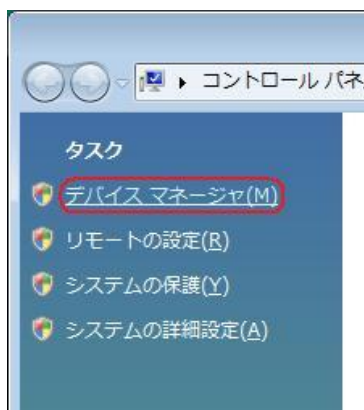 コントロール パネ
タスク
デバイス マネージャ(M)
リモートの設定(R)
システムの保護(Y)
システムの詳細設定(A)